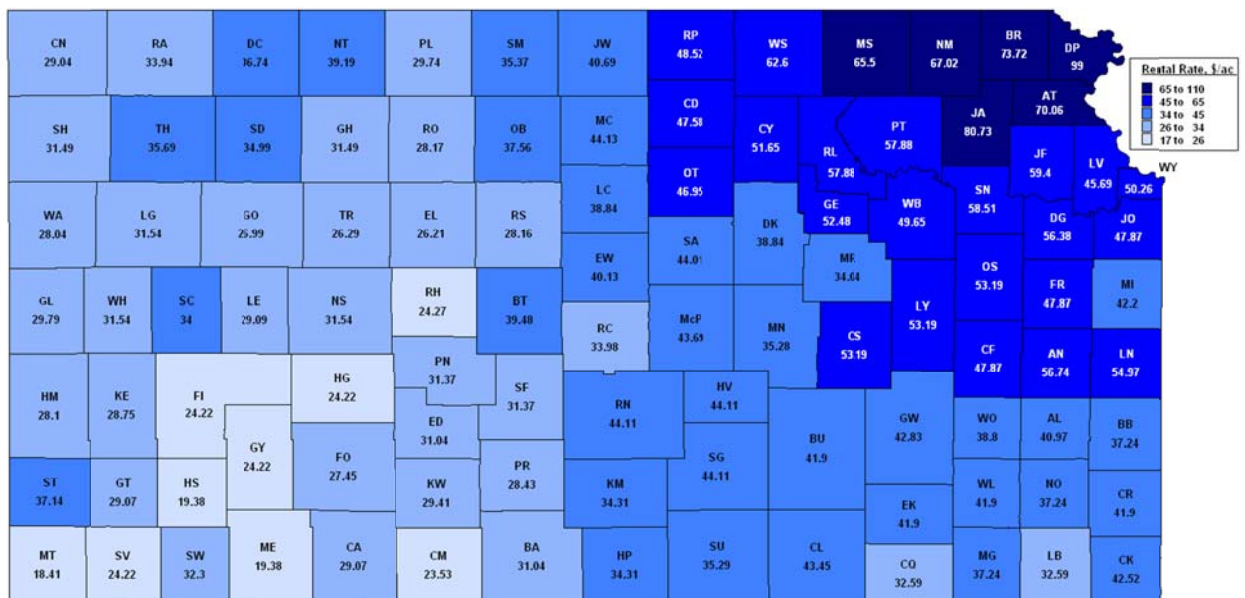 CN
29.04
RA
33.94
DC
36.74
NT
39.19
PL
29.74
SM
35.37
JW
40.69
RP
48.52
WS
62.6
MS
65.5
NM
67.02
BR
73.72
DP
99
Rental Rate, $/ac
65 to 110
45 to 65
34 to 45
26 to 34
17 to 26
SH
31.49
TH
35.69
SD
34.99
GH
31.49
RO
28.17
OB
37.56
MC
44.13
CD
47.58
CY
51.65
RL
57.88
PT
57.88
JA
80.73
AT
70.06
JF
59.4
LV
45.69
WY
50.26
WA
28.04
LG
31.54
GO
26.99
TR
26.29
EL
26.21
RS
28.16
LC
38.84
OT
46.95
DK
38.84
GE
52.48
WB
49.65
SN
58.51
DG
56.38
JO
47.87
EW
40.13
SA
44.01
MR
34.04
OS
53.19
FR
47.87
MI
42.2
GL
29.79
WH
31.54
SC
34
LE
29.09
NS
31.54
RH
24.27
BT
39.48
RC
33.98
McP
43.69
MN
35.28
CS
53.19
LY
53.19
CF
47.87
AN
56.74
LN
54.97
HM
28.1
KE
28.75
FI
24.22
HG
24.22
PN
31.37
SF
31.37
RN
44.11
HV
44.11
BU
41.9
GW
42.83
WO
38.8
AL
40.97
BB
37.24
GY
24.22
FO
27.45
ED
31.04
PR
28.43
SG
44.11
ST
37.14
GT
29.07
HS
19.38
KW
29.41
KM
34.31
EK
41.9
WL
41.9
NO
37.24
CR
41.9
MT
18.41
SV
24.22
SW
32.3
ME
19.38
CA
29.07
CM
23.53
BA
31.04
HP
34.31
SU
35.29
CL
43.45
CQ
32.59
MG
37.24
LB
32.59
CK
42.52